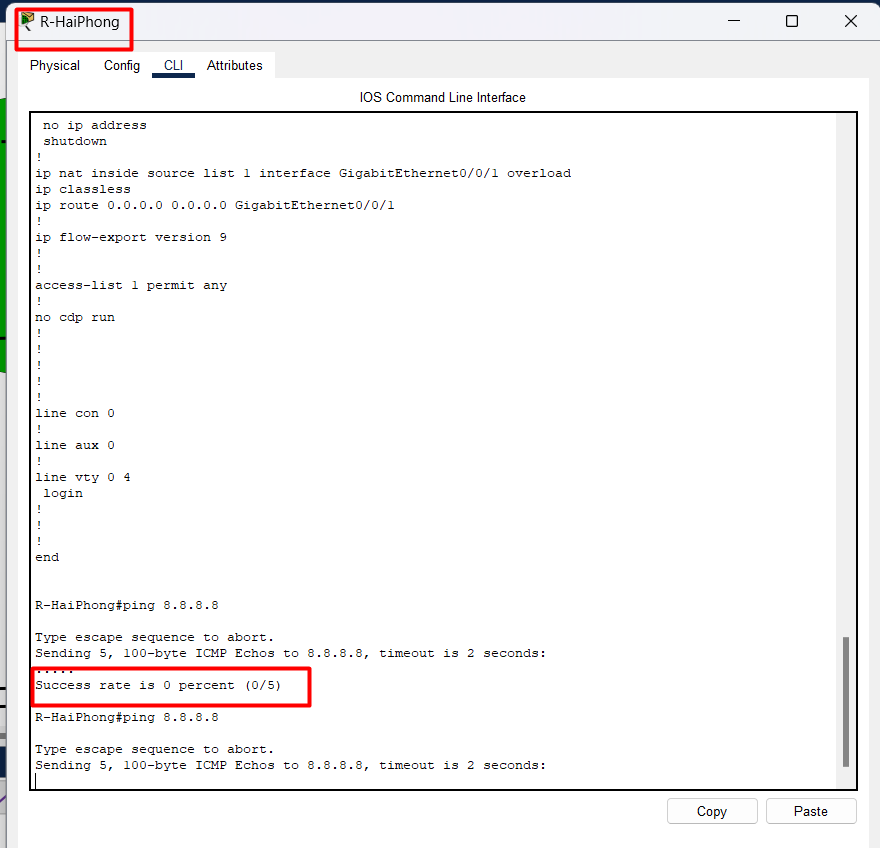 R-HaiPhong
Physical Config CLI Attributes
IOS Command Line Interface
no ip address
shutdown
!
ip nat inside source list 1 interface GigabitEthernet0/0/1 overload
ip classless
ip route 0.0.0.0 0.0.0.0 GigabitEthernet0/0/1
!
ip flow-export version 9
!
!
access-list 1 permit any
!
no cdp run
!
!
!
!
!
line con 0
!
line aux 0
!
line vty 0 4
login
!
!
!
end
R-HaiPhong#ping 8.8.8.8
Type escape sequence to abort.
Sending 5, 100-byte ICMP Echos to 8.8.8.8, timeout is 2 seconds:
.....
Success rate is 0 percent (0/5)
R-HaiPhong#ping 8.8.8.8
Type escape sequence to abort.
Sending 5, 100-byte ICMP Echos to 8.8.8.8, timeout is 2 seconds:
Copy Paste